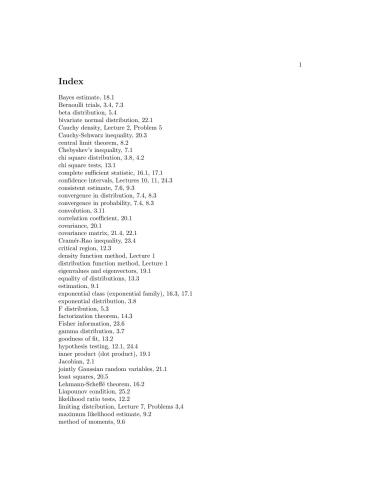 1
Index
Bayes estimate, 18.1
Bernoulli trials, 3.4, 7.3
beta distribution, 5.4
bivariate normal distribution, 22.1
Cauchy density, Lecture 2, Problem 5
Cauchy-Schwarz inequality, 20.3
central limit theorem, 8.2
Chebyshev's inequality, 7.1
chi square distribution, 3.8, 4.2
chi square tests, 13.1
complete sufficient statistic, 16.1, 17.1
confidence intervals, Lectures 10, 11, 24.3
consistent estimate, 7.6, 9.3
convergence in distribution, 7.4, 8.3
convergence in probability, 7.4, 8.3
convolution, 3.11
correlation coefficient, 20.1
covariance, 20.1
covariance matrix, 21.4, 22.1
Cramér-Rao inequality, 23.4
critical region, 12.3
density function method, Lecture 1
distribution function method, Lecture 1
eigenvalues and eigenvectors, 19.1
equality of distributions, 13.3
estimation, 9.1
exponential class (exponential family), 16.3, 17.1
exponential distribution, 3.8
F distribution, 5.3
factorization theorem, 14.3
Fisher information, 23.6
gamma distribution, 3.7
goodness of fit, 13.2
hypothesis testing, 12.1, 24.4
inner product (dot product), 19.1
Jacobian, 2.1
jointly Gaussian random variables, 21.1
least squares, 20.5
Lehmann-Scheffé theorem, 16.2
Liapounov condition, 25.2
likelihood ratio tests, 12.2
limiting distribution, Lecture 7, Problems 3,4
maximum likelihood estimate, 9.2
method of moments, 9.6